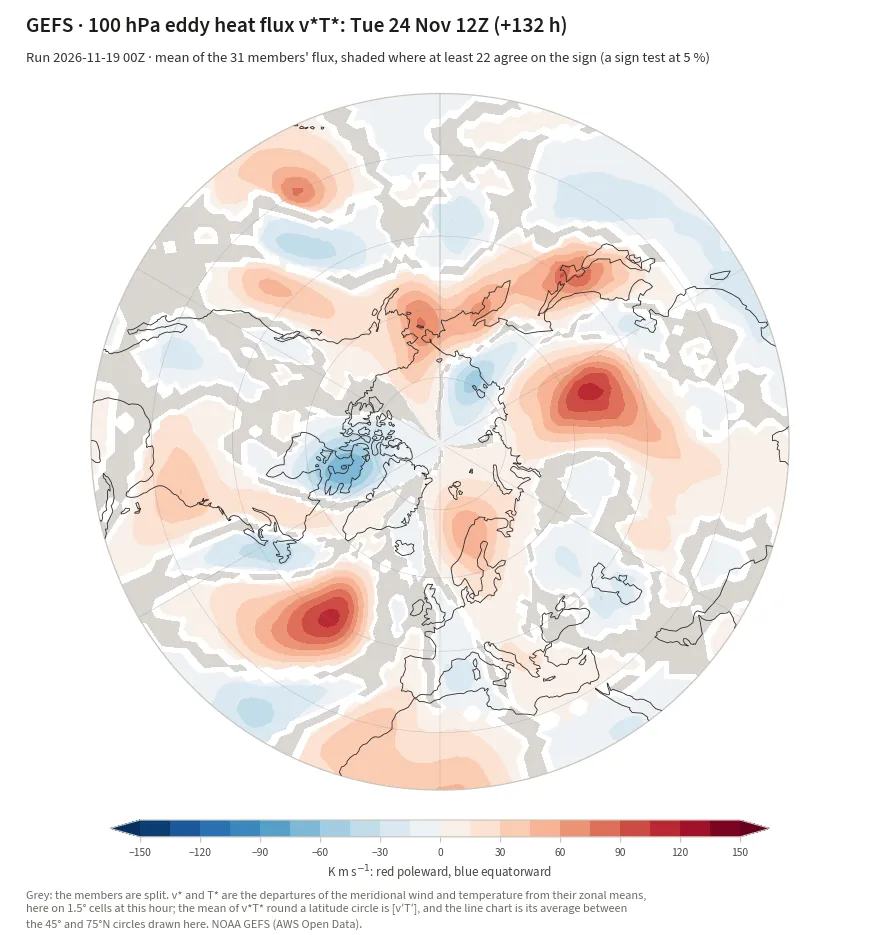 GEFS · 100 hPa eddy heat flux v*T*: Tue 24 Nov 12Z (+132 h)
Run 2026-11-19 00Z · mean of the 31 members' flux, shaded where at least 22 agree on the sign (a sign test at 5 %)
−150 −120 −90 −60 −30 0 30 60 90 120 150
K m s⁻¹: red poleward, blue equatorward
Grey: the members are split. v* and T* are the departures of the meridional wind and temperature from their zonal means,
here on 1.5° cells at this hour; the mean of v*T* round a latitude circle is [v'T'], and the line chart is its average between
the 45° and 75°N circles drawn here. NOAA GEFS (AWS Open Data).